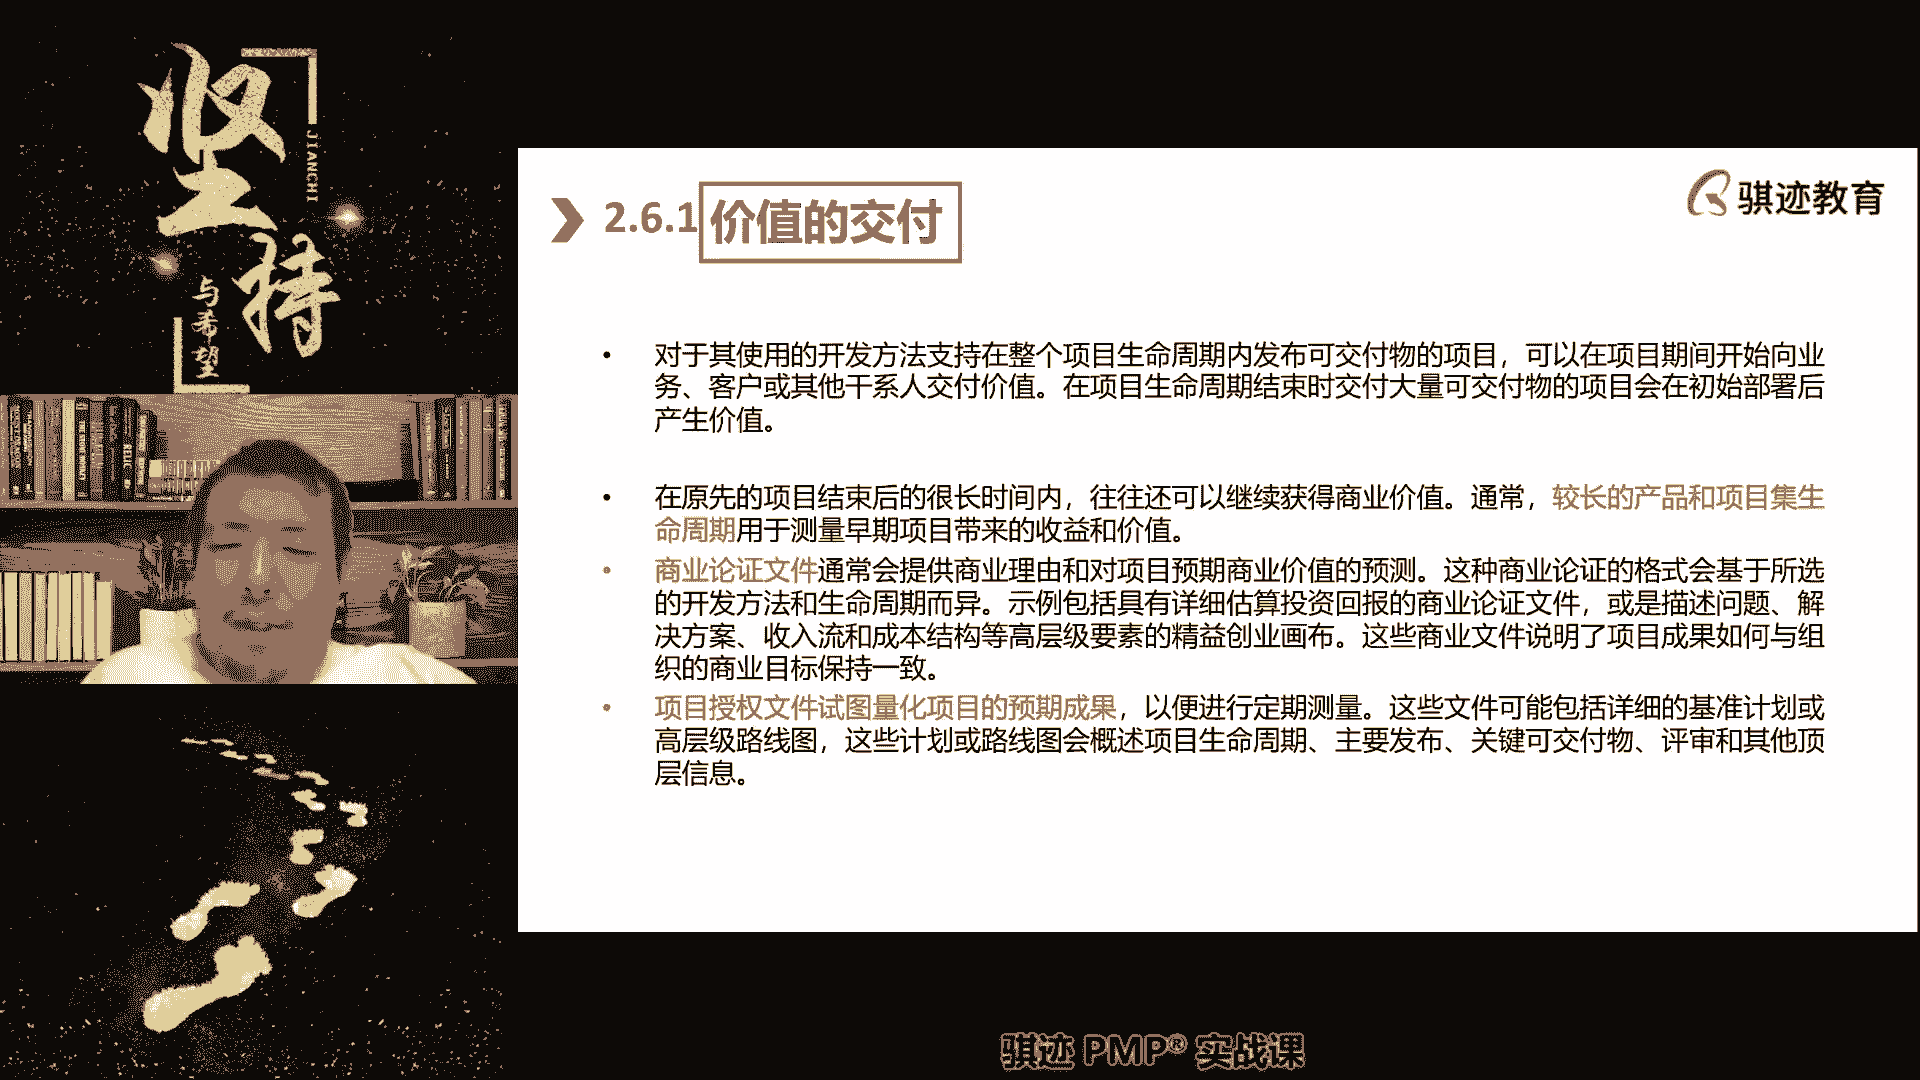 坚持
JIANCHI
与希望
2.6.1价值的交付
骐迹教育
• 对于其使用的开发方法支持在整个项目生命周期内发布可交付物的项目，可以在项目期间开始向业
务、客户或其他干系人交付价值。在项目生命周期结束时交付大量可交付物的项目会在初始部署后
产生价值。
• 在原先的项目结束后的很长时间内，往往还可以继续获得商业价值。通常，较长的产品和项目集生
命周期用于测量早期项目带来的收益和价值。
• 商业论证文件通常会提供商业理由和对项目预期商业价值的预测。这种商业论证的格式会基于所选
的开发方法和生命周期而异。示例包括具有详细估算投资回报的商业论证文件，或是描述问题、解
决方案、收入流和成本结构等高层级要素的精益创业画布。这些商业文件说明了项目成果如何与组
织的商业目标保持一致。
• 项目授权文件试图量化项目的预期成果，以便进行定期测量。这些文件可能包括详细的基准计划或
高层级路线图，这些计划或路线图会概述项目生命周期、主要发布、关键可交付物、评审和其他顶
层信息。
骐迹 PMP® 实战课